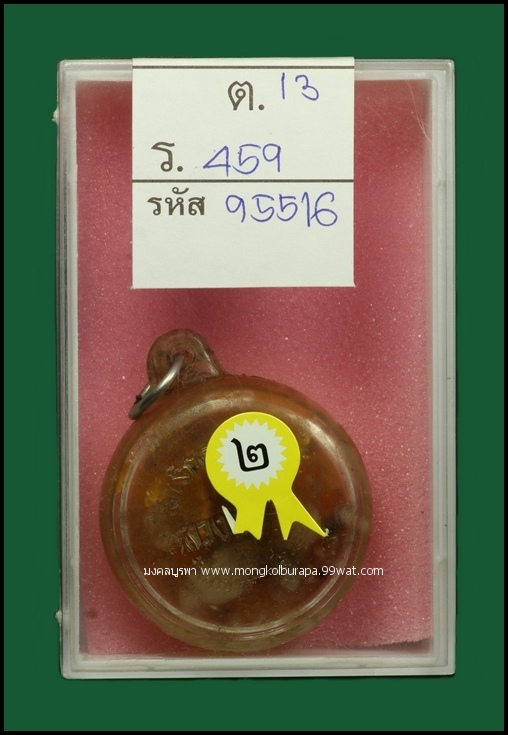 ต. 13
ร. 459
รหัส 95516
๒
มงคลบูรพา www.mongkolburapa.99wat.com